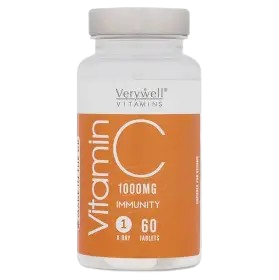 Verywell®
VITAMINS
Vitamin C
1000MG
IMMUNITY
1
A DAY
60
TABLETS